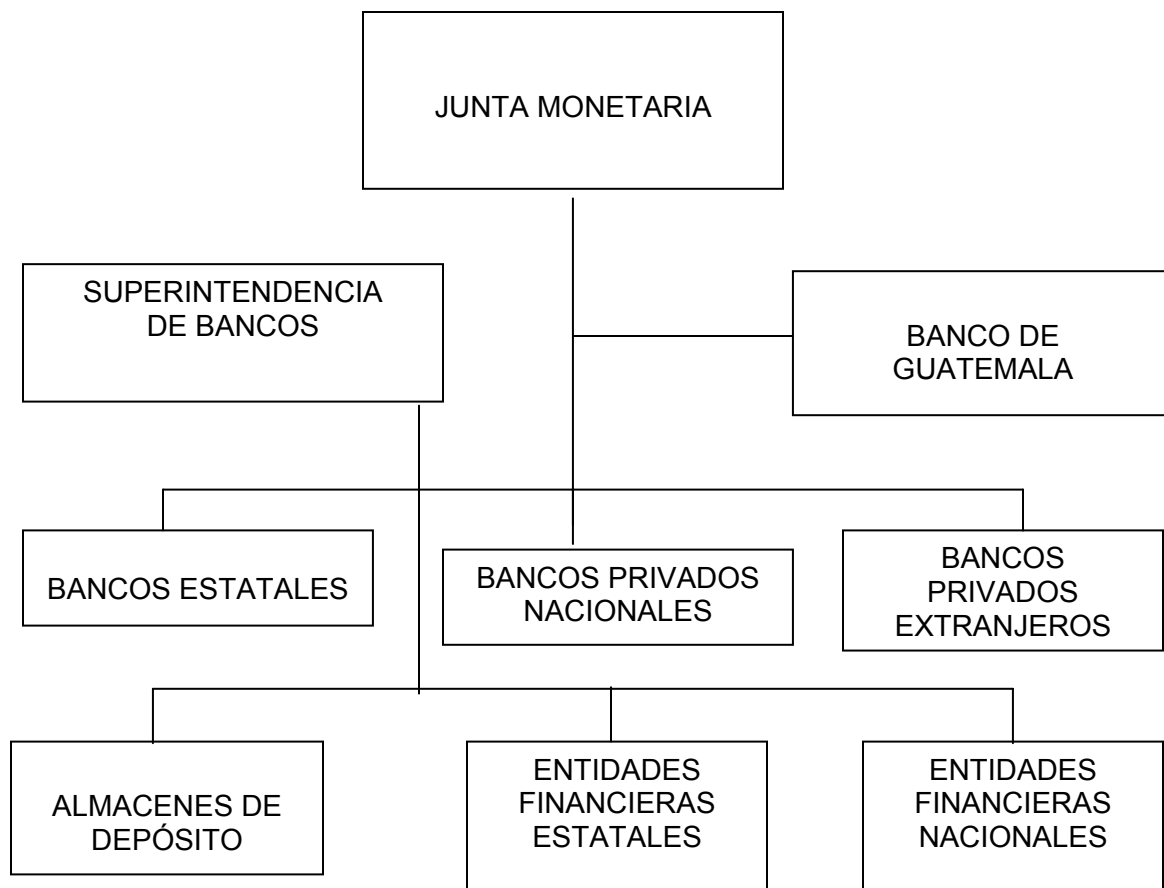 JUNTA MONETARIA
SUPERINTENDENCIA
DE BANCOS
BANCO DE
GUATEMALA
BANCOS ESTATALES
BANCOS PRIVADOS
NACIONALES
BANCOS
PRIVADOS
EXTRANJEROS
ALMACENES DE
DEPÓSITO
ENTIDADES
FINANCIERAS
ESTATALES
ENTIDADES
FINANCIERAS
NACIONALES